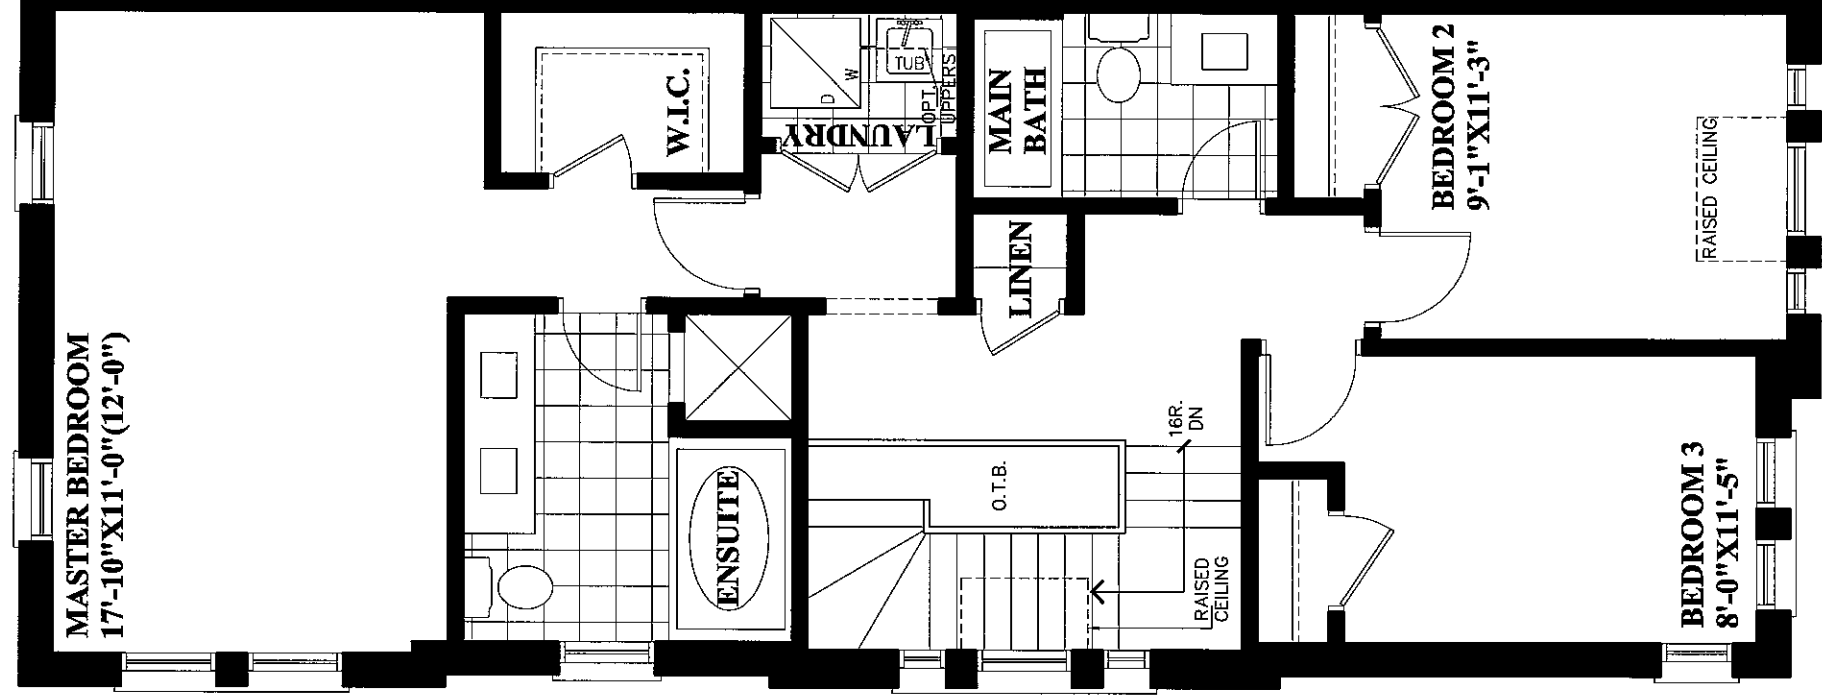 MASTER BEDROOM
17'-10"X11'-0"(12'-0")
W.I.C.
D
W
TUB
OPT.
UPPERS
LAUNDRY
MAIN
BATH
LINEN
BEDROOM 2
9'-1"X11'-3"
RAISED CEILING
ENSUITE
O.T.B.
16R.
DN
RAISED
CEILING
BEDROOM 3
8'-0"X11'-5"